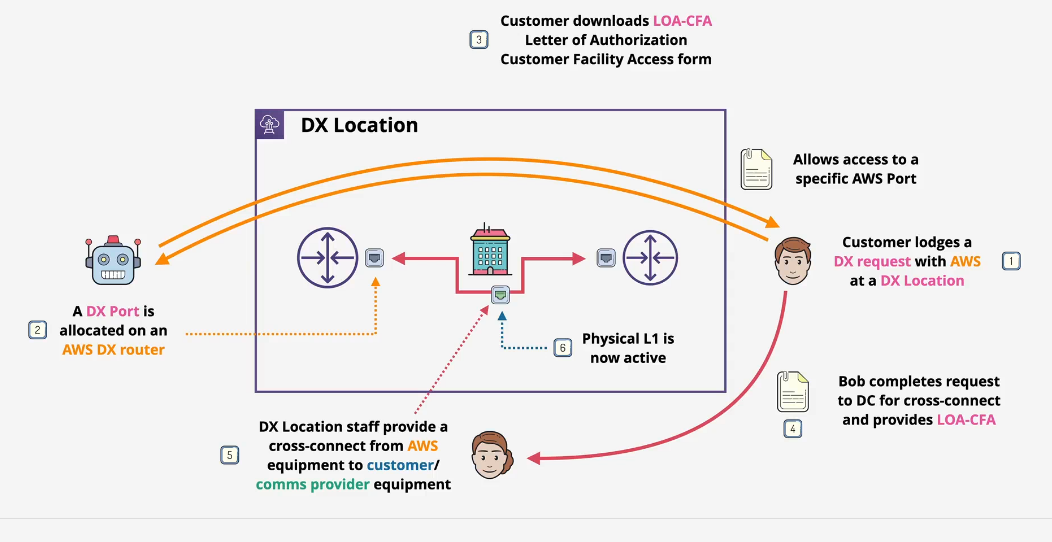 3
Customer downloads LOA-CFA
Letter of Authorization
Customer Facility Access form
DX Location
Allows access to a
specific AWS Port
Customer lodges a
DX request with AWS
at a DX Location
1
2
A DX Port is
allocated on an
AWS DX router
6
Physical L1 is
now active
Bob completes request
to DC for cross-connect
and provides LOA-CFA
4
5
DX Location staff provide a
cross-connect from AWS
equipment to customer/
comms provider equipment